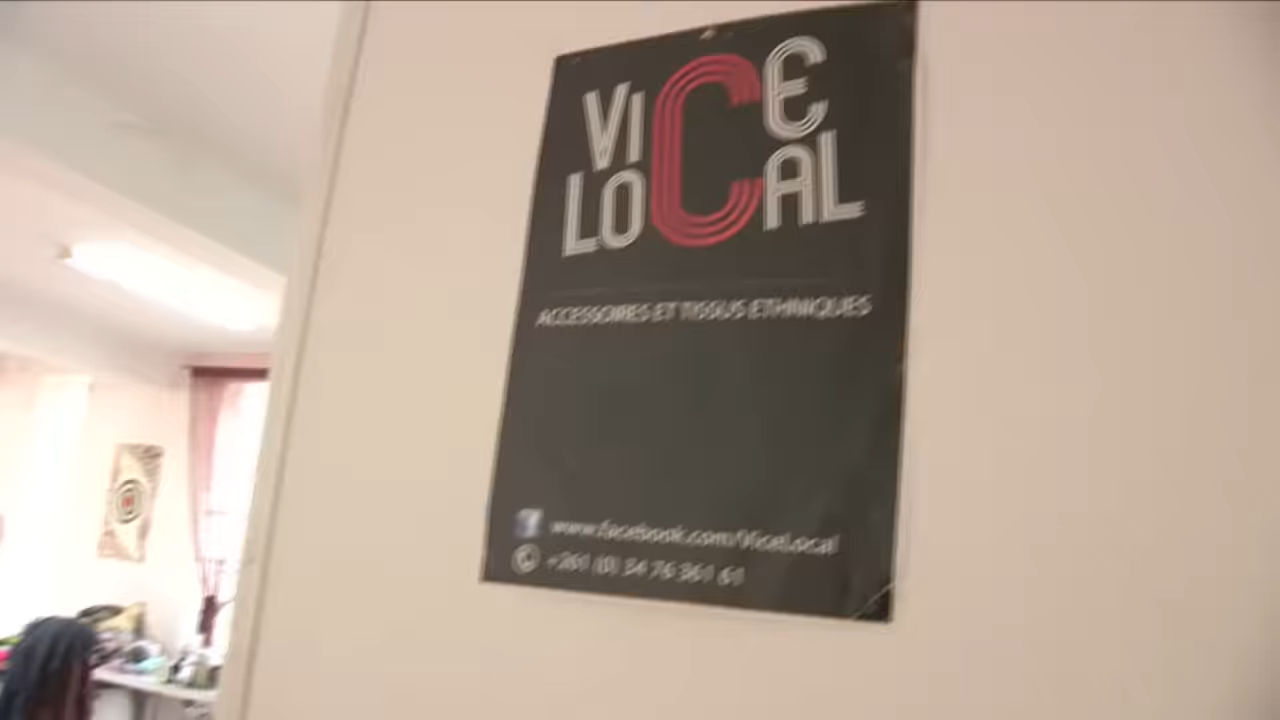 VICE
LOCAL
ACCESSOIRES ET TISSUS ETHNIQUES
www.facebook.com/ViceLocal
+261 (0) 34 76 361 61